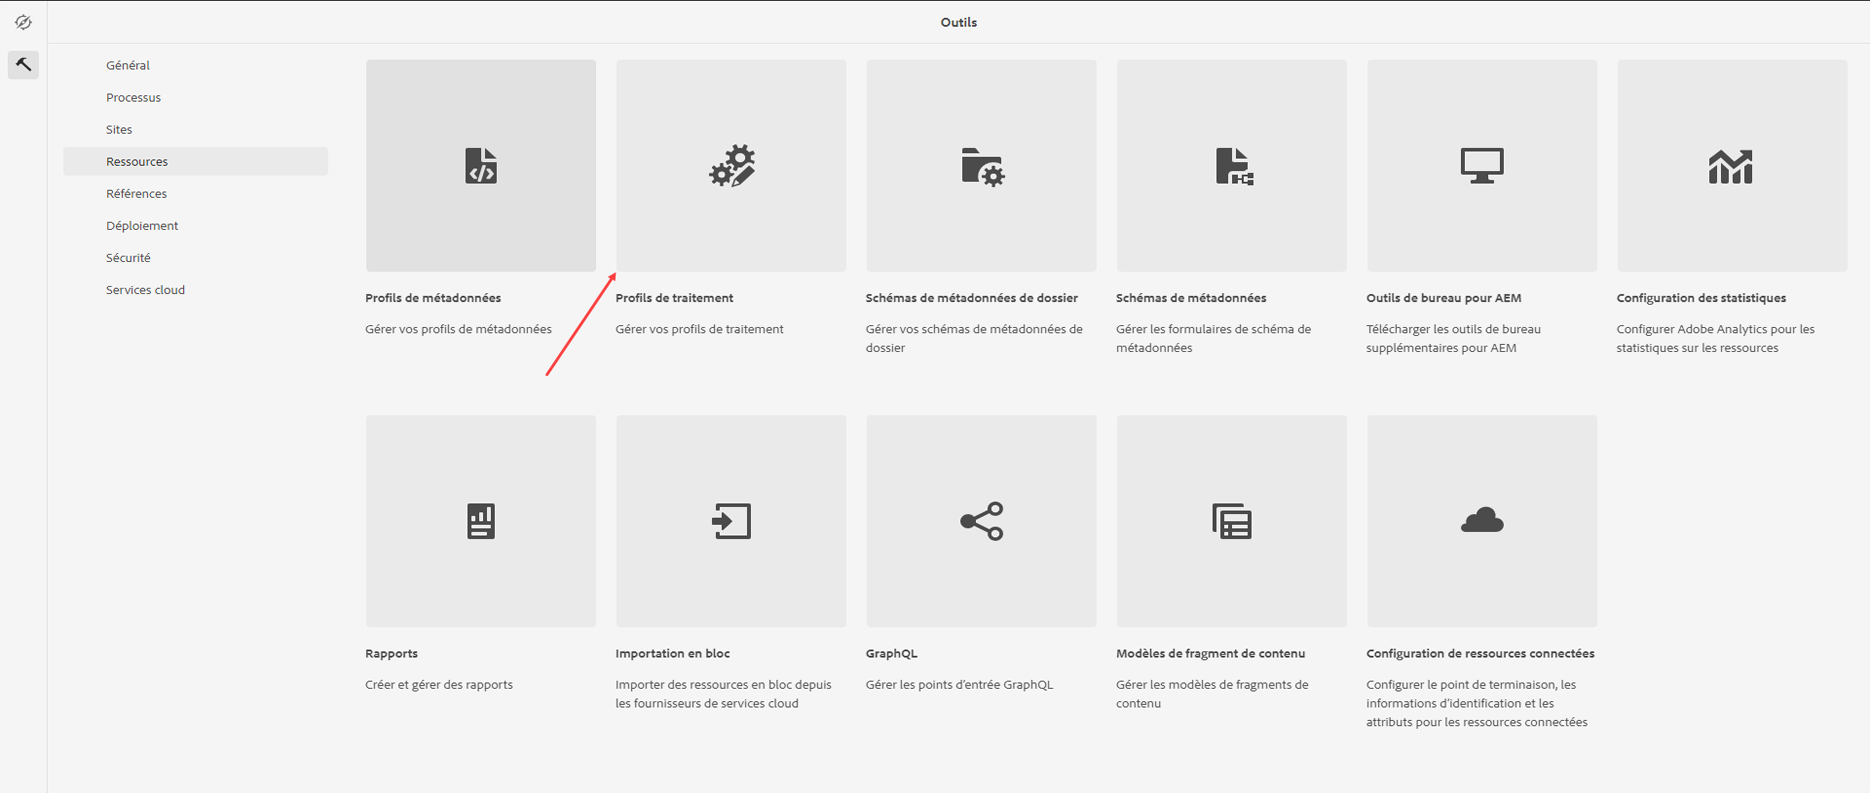 Outils
Général
Processus
Sites
Ressources
Références
Déploiement
Sécurité
Services cloud
Profils de métadonnées
Gérer vos profils de métadonnées
Profils de traitement
Gérer vos profils de traitement
Schémas de métadonnées de dossier
Gérer vos schémas de métadonnées de
dossier
Schémas de métadonnées
Gérer les formulaires de schéma de
métadonnées
Outils de bureau pour AEM
Télécharger les outils de bureau
supplémentaires pour AEM
Configuration des statistiques
Configurer Adobe Analytics pour les
statistiques sur les ressources
Rapports
Créer et gérer des rapports
Importation en bloc
Importer des ressources en bloc depuis
les fournisseurs de services cloud
GraphQL
Gérer les points d'entrée GraphQL
Modèles de fragment de contenu
Gérer les modèles de fragments de
contenu
Configuration de ressources connectées
Configurer le point de terminaison, les
informations d'identification et les
attributs pour les ressources connectées